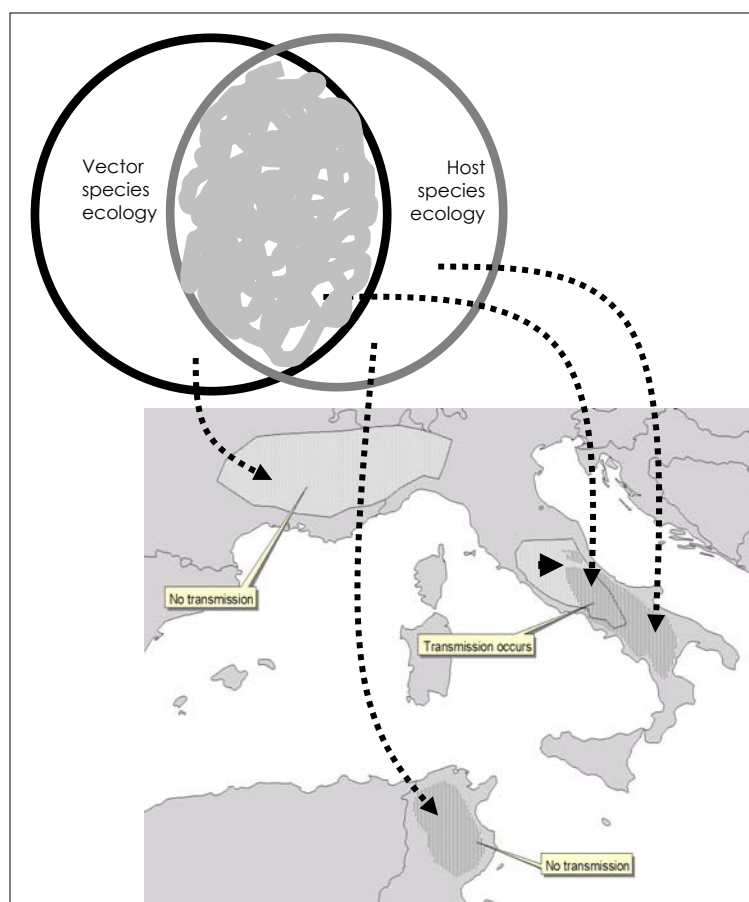 Vector
species
ecology
Host
species
ecology
No transmission
Transmission occurs
No transmission